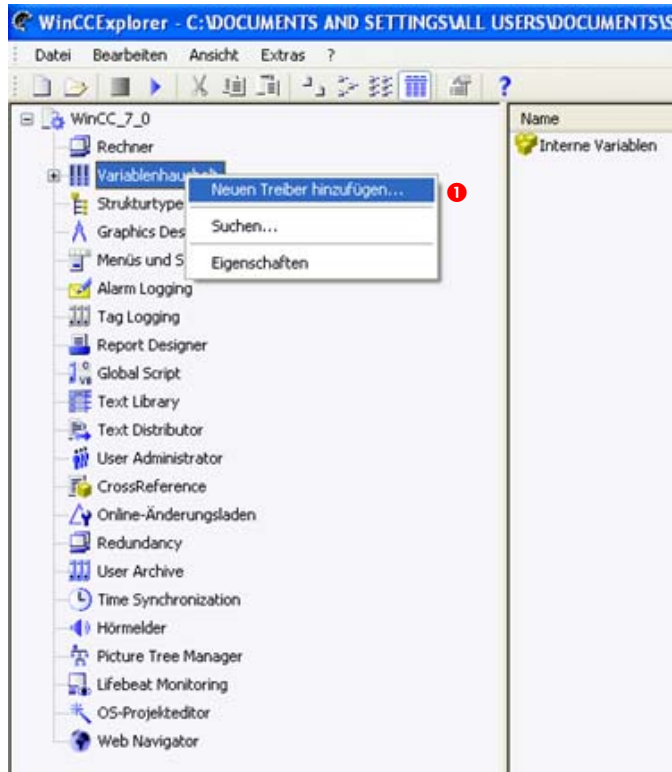 WinCCExplorer - C:\DOCUMENTS AND SETTINGS\ALL USERS\DOCUMENTS\S
Datei Bearbeiten Ansicht Extras ?
WinCC_7_0
Rechner
Variablenhaushalt
Neuen Treiber hinzufügen...
1
Suchen...
Eigenschaften
Strukturtype
Graphics Des
Menüs und S
Alarm Logging
Tag Logging
Report Designer
Global Script
Text Library
Text Distributor
User Administrator
CrossReference
Online-Änderungsladen
Redundancy
User Archive
Time Synchronization
Hörmelder
Picture Tree Manager
Lifebeat Monitoring
OS-Projekteditor
Web Navigator
Name
Interne Variablen